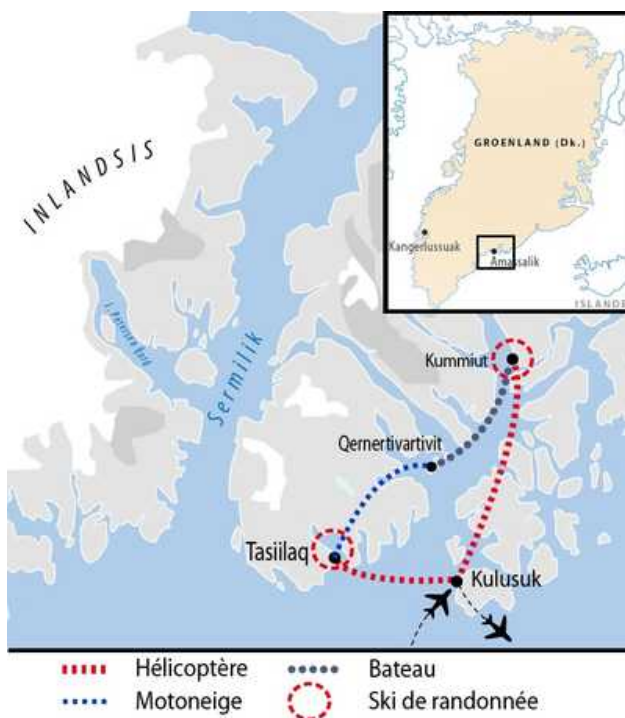 INLANDSIS
GROENLAND (Dk.)
Kangerlussuak
Amassalik
ISLANDE
Sermilik
Kummiut
Qernertivartivit
Tasiilaq
Kulusuk
Hélicoptère
Bateau
Motoneige
Ski de randonnée